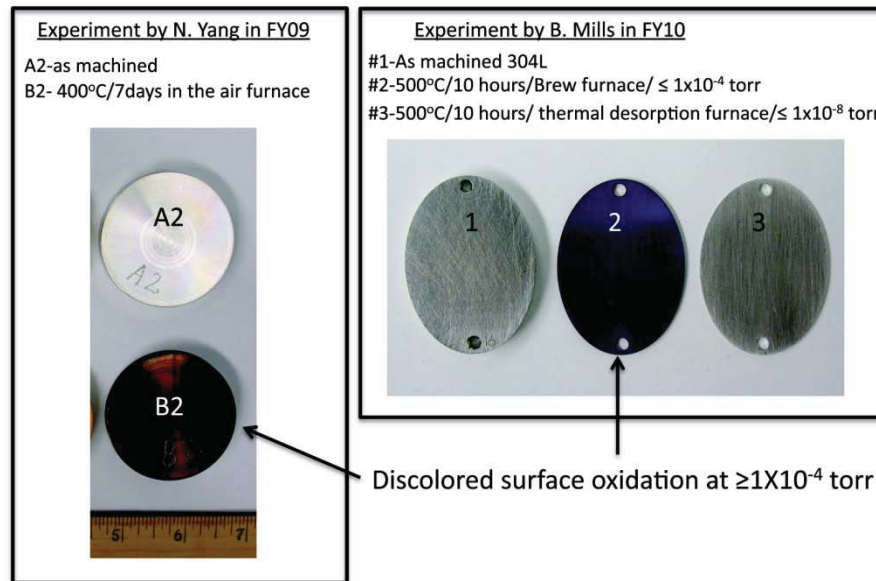 Experiment by N. Yang in FY09
A2-as machined
B2- 400°C/7days in the air furnace
A2
A2
B2
B
5 6 7
Experiment by B. Mills in FY10
#1-As machined 304L
#2-500°C/10 hours/Brew furnace/ ≤ 1x10⁻⁴ torr
#3-500°C/10 hours/ thermal desorption furnace/≤ 1x10⁻⁸ torr
1 2 3
Discolored surface oxidation at ≥1X10⁻⁴ torr